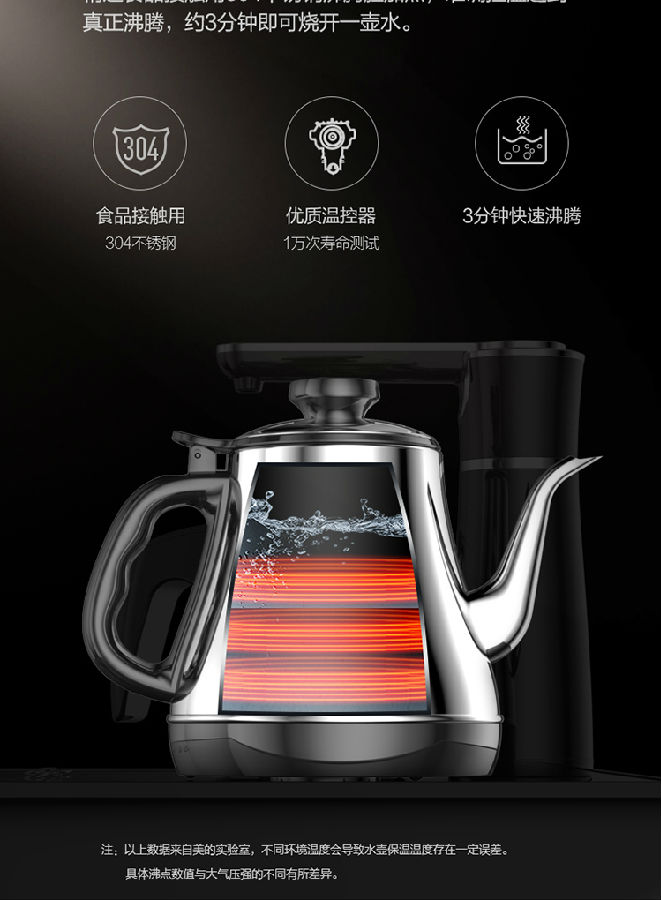 真正沸腾，约3分钟即可烧开一壶水。
304
食品接触用
304不锈钢
优质温控器
1万次寿命测试
3分钟快速沸腾
注：以上数据来自美的实验室，不同环境温度会导致水壶保温温度存在一定误差。
具体沸点数值与大气压强的不同有所差异。